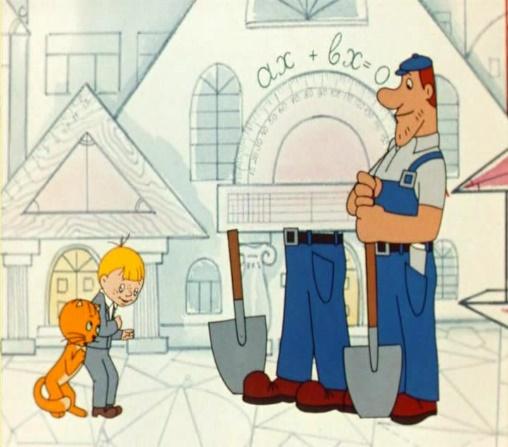 ax + bx = 0